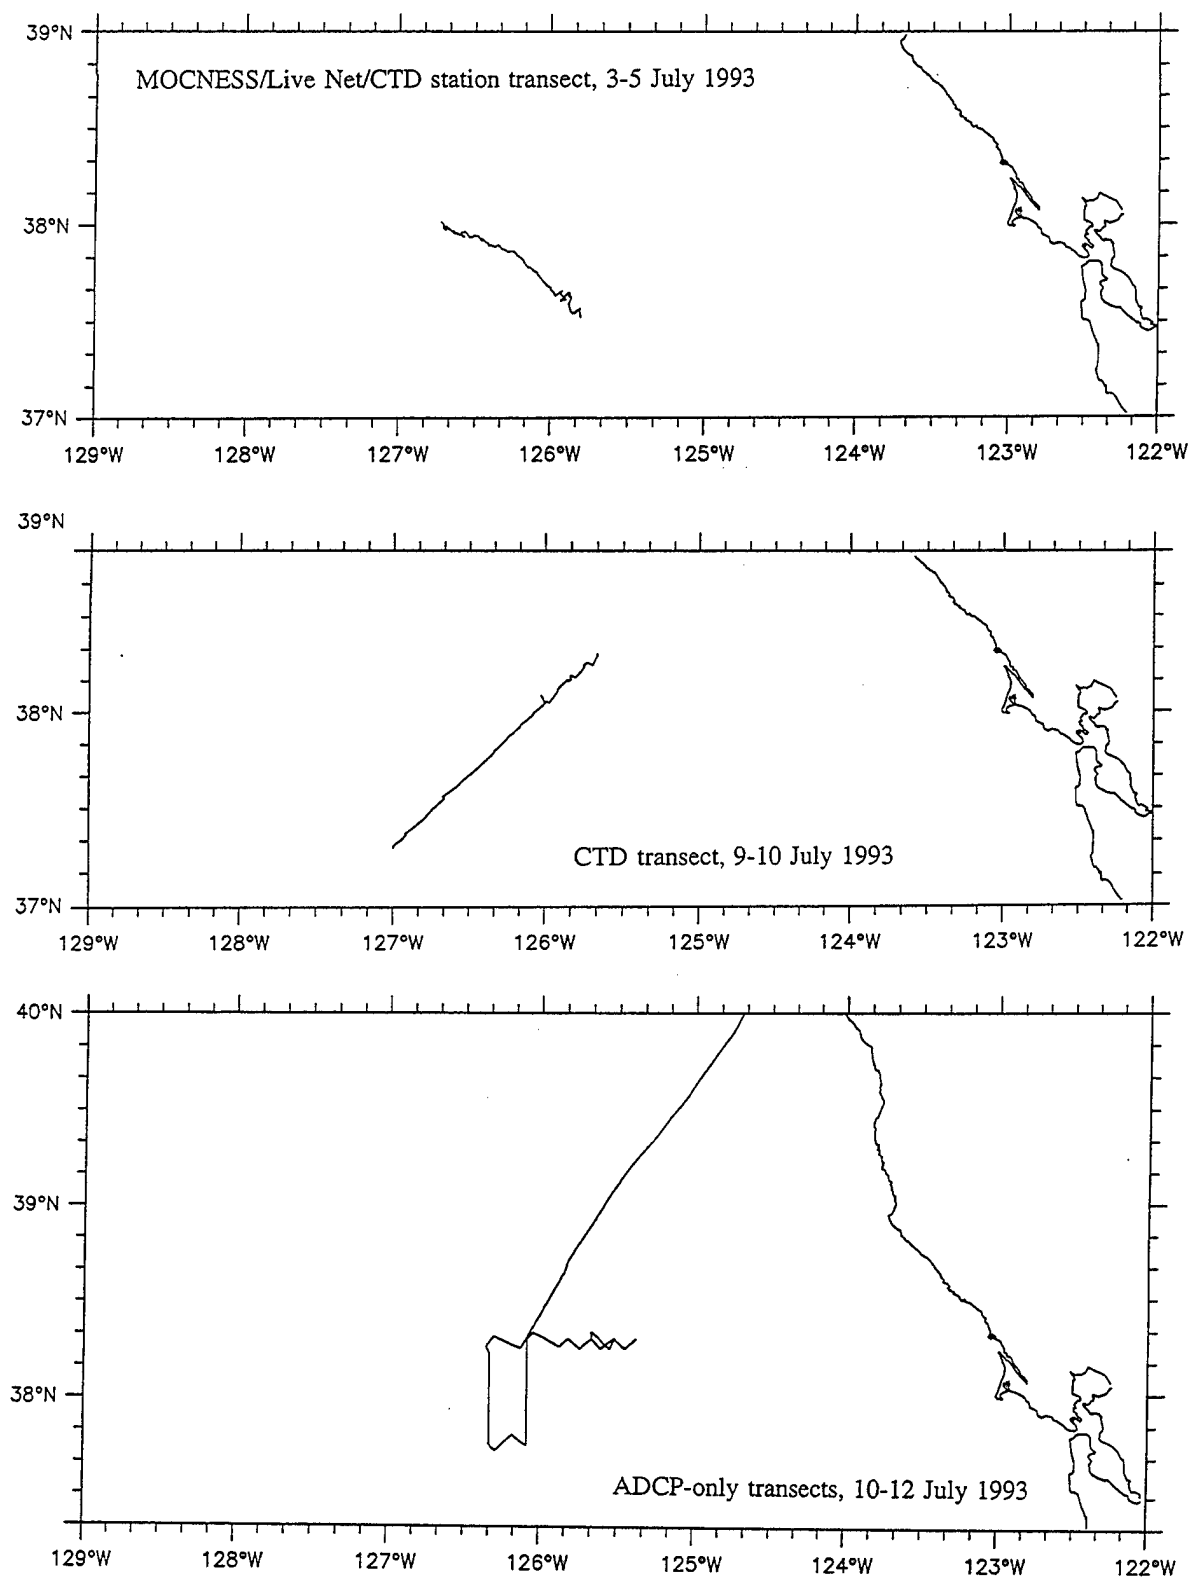 39°N
MOCNESS/Live Net/CTD station transect, 3-5 July 1993
38°N
37°N
129°W 128°W 127°W 126°W 125°W 124°W 123°W 122°W
39°N
38°N
CTD transect, 9-10 July 1993
37°N
129°W 128°W 127°W 126°W 125°W 124°W 123°W 122°W
40°N
39°N
38°N
ADCP-only transects, 10-12 July 1993
129°W 128°W 127°W 126°W 125°W 124°W 123°W 122°W